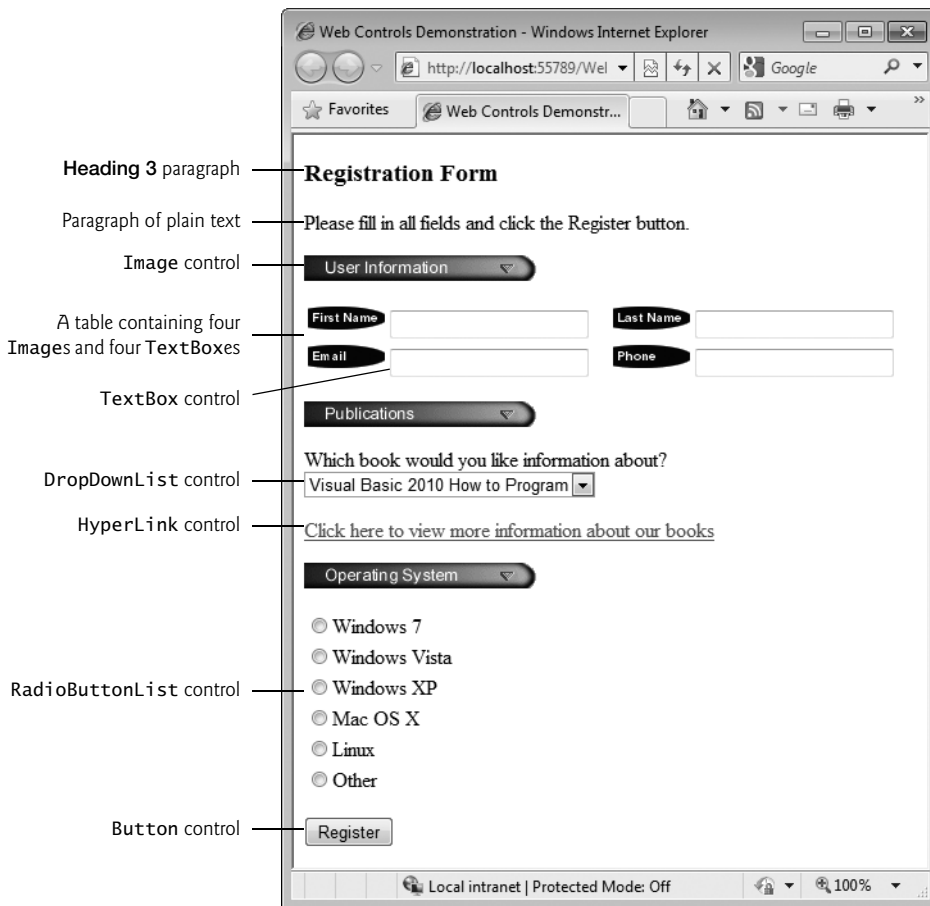 Web Controls Demonstration - Windows Internet Explorer
http://localhost:55789/Wel
Google
Favorites
Web Controls Demonstr...
»
Heading 3 paragraph
Registration Form
Paragraph of plain text
Please fill in all fields and click the Register button.
Image control
User Information
A table containing four
Images and four TextBoxes
First Name
Last Name
Email
Phone
TextBox control
Publications
Which book would you like information about?
DropDownList control
Visual Basic 2010 How to Program
HyperLink control
Click here to view more information about our books
Operating System
Windows 7
Windows Vista
RadioButtonList control
Windows XP
Mac OS X
Linux
Other
Button control
Register
Local intranet | Protected Mode: Off
100%